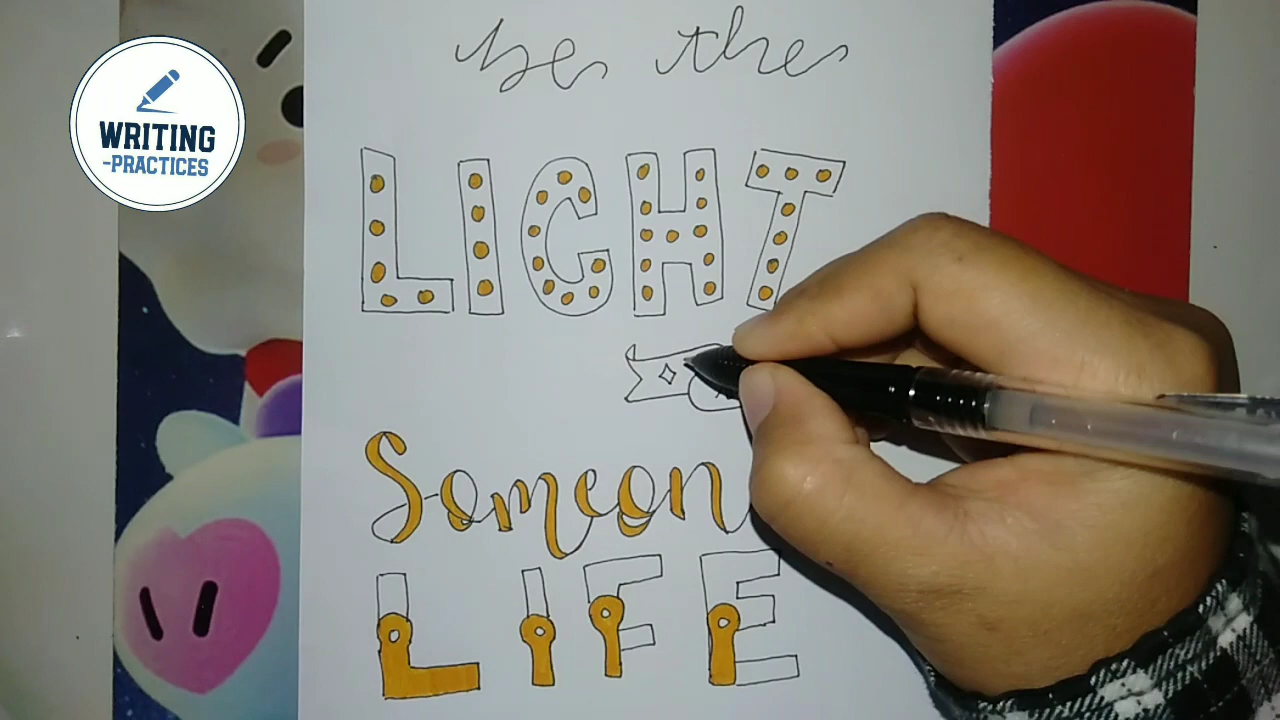 WRITING
-PRACTICES
be the
LIGHT
Someon
LIFE